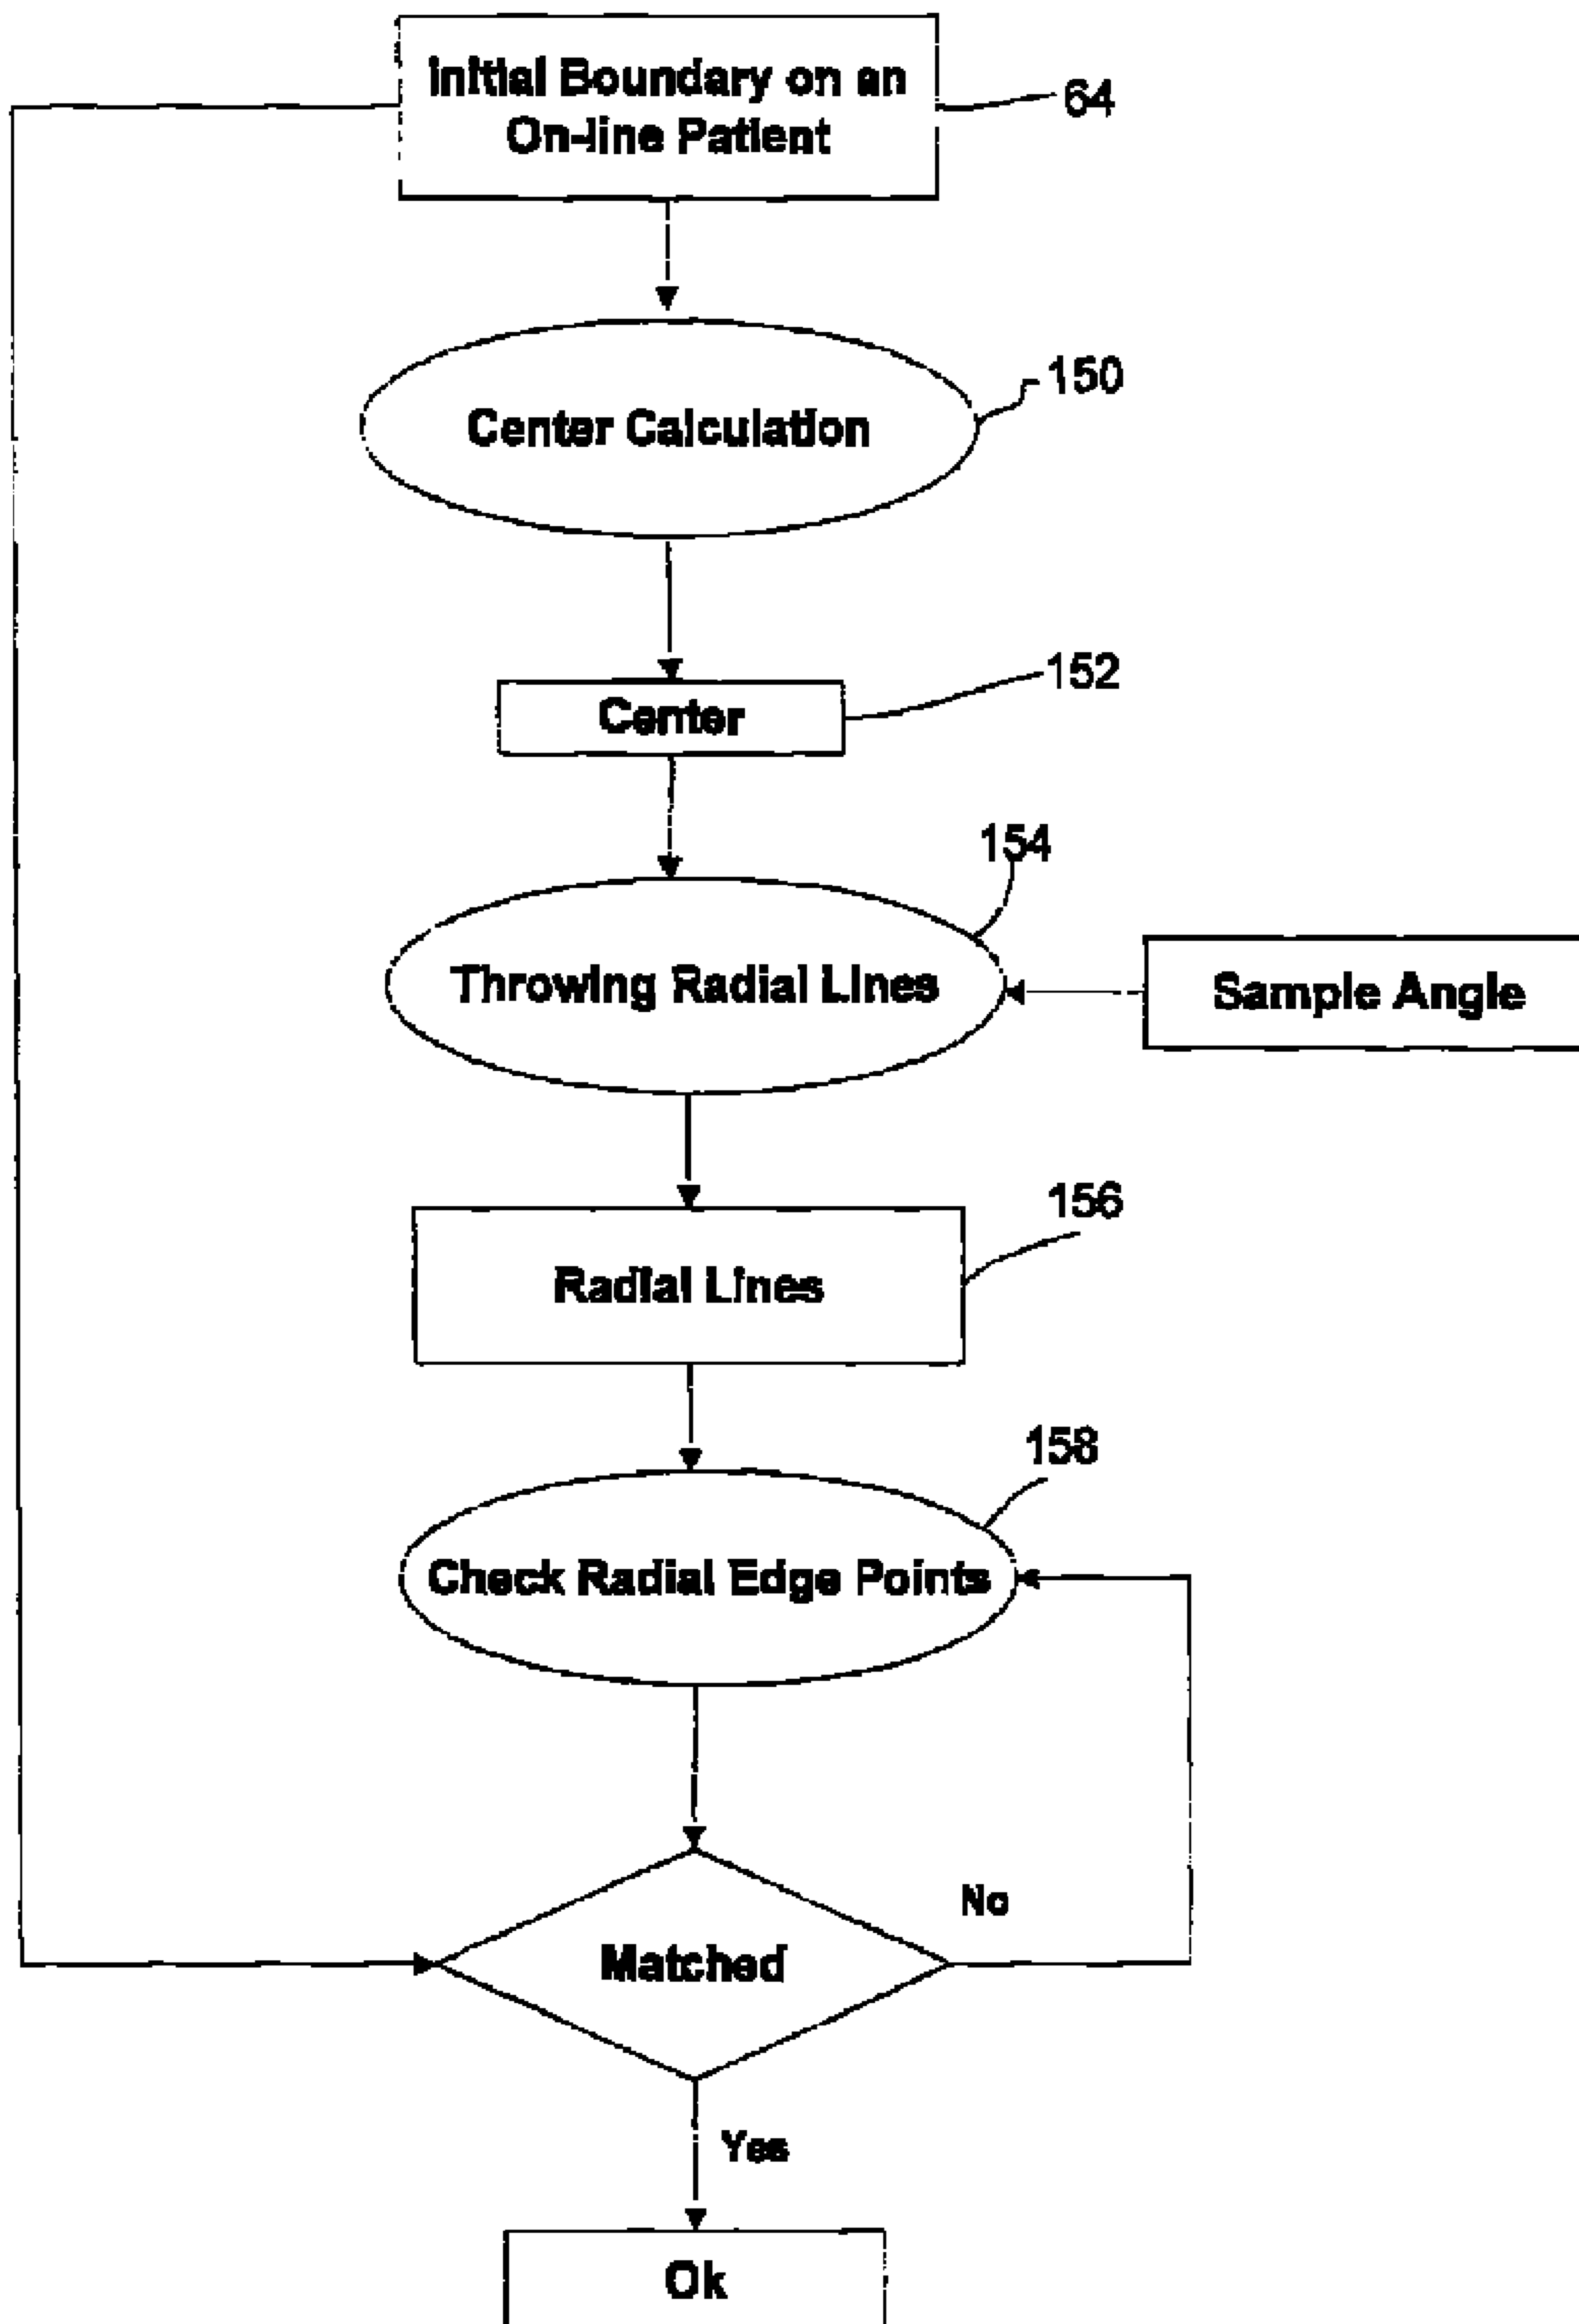 Initial Boundary on an
On-line Patient
64
150
Center Calculation
152
Center
154
Throwing Radial Lines
Sample Angle
156
Radial Lines
158
Check Radial Edge Points
No
Matched
Yes
Ok